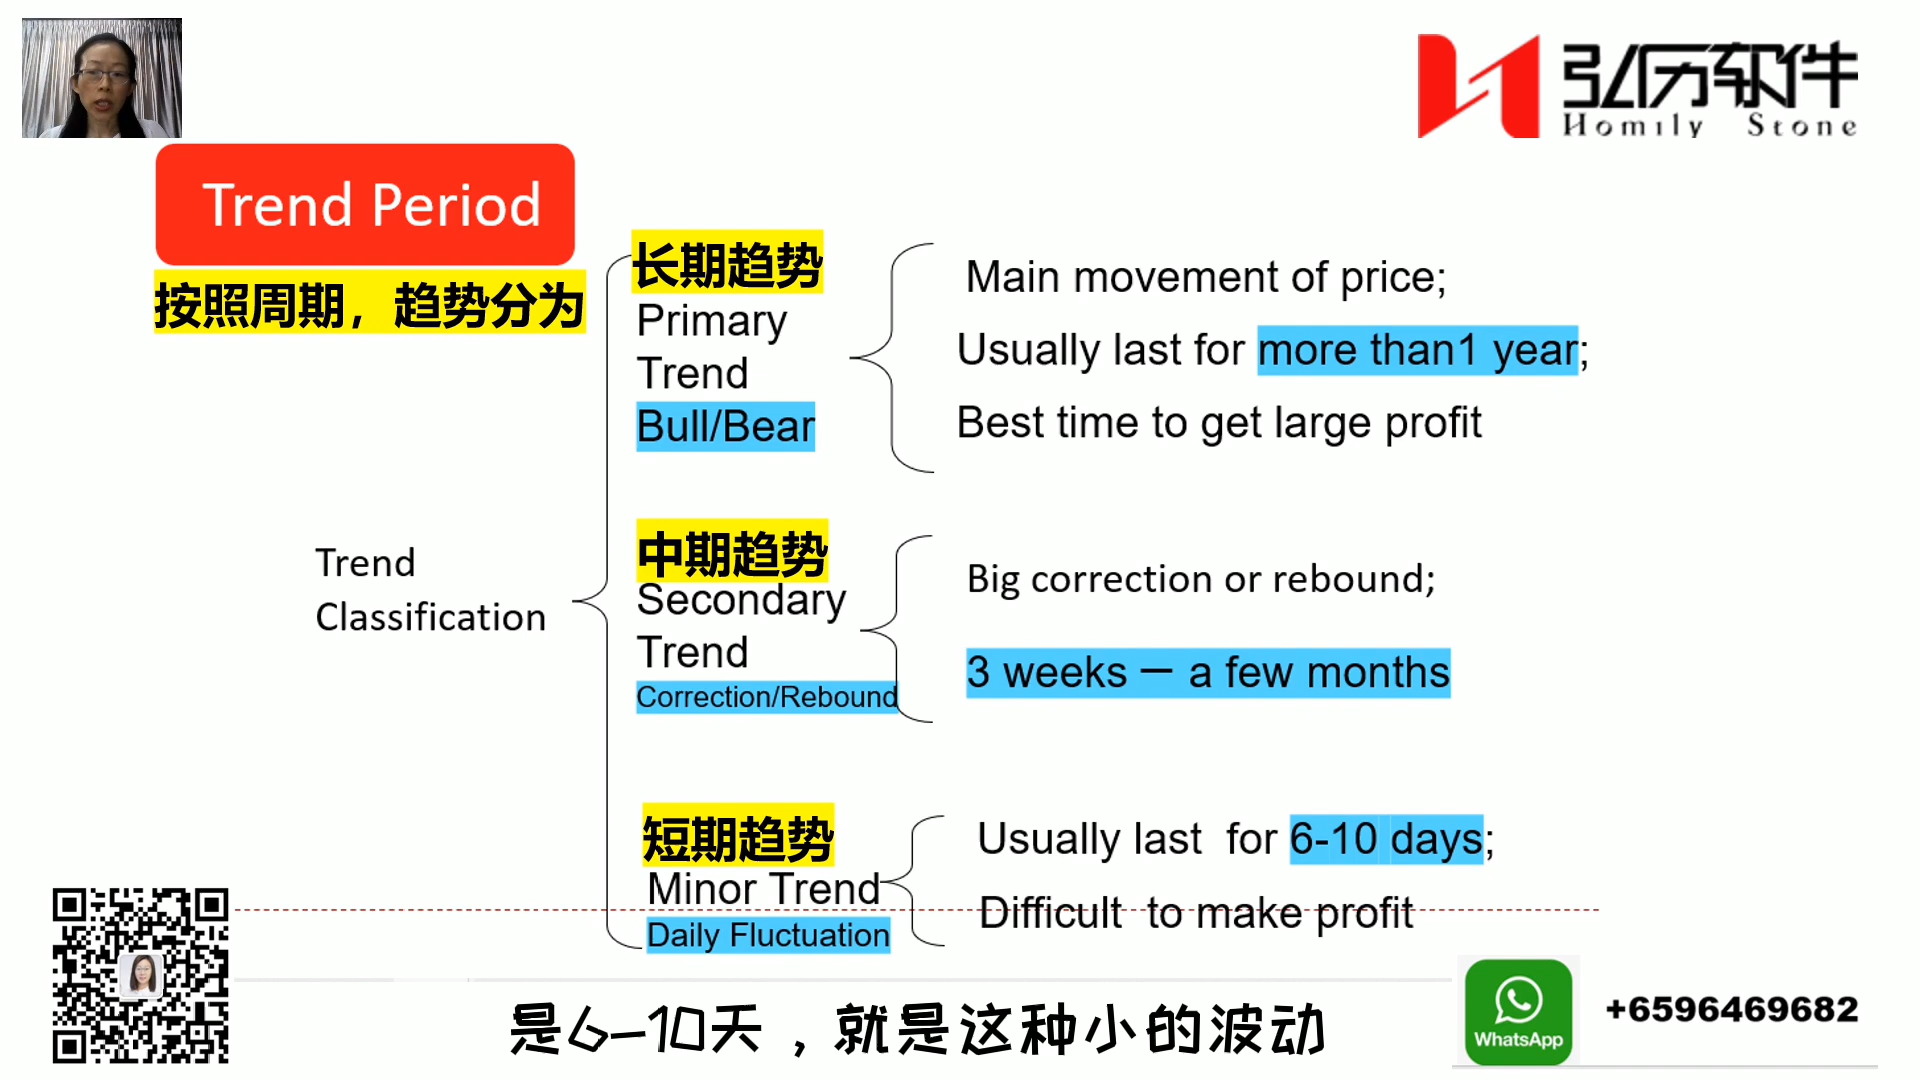 弘历软件
Homily Stone
Trend Period
按照周期，趋势分为
长期趋势
Primary
Trend
Bull/Bear
Main movement of price;
Usually last for more than1 year;
Best time to get large profit
Trend
Classification
中期趋势
Secondary
Trend
Correction/Rebound
Big correction or rebound;
3 weeks － a few months
短期趋势
Minor Trend
Daily Fluctuation
Usually last  for 6-10 days;
Difficult  to make profit
是6-10天，就是这种小的波动
WhatsApp
+6596469682